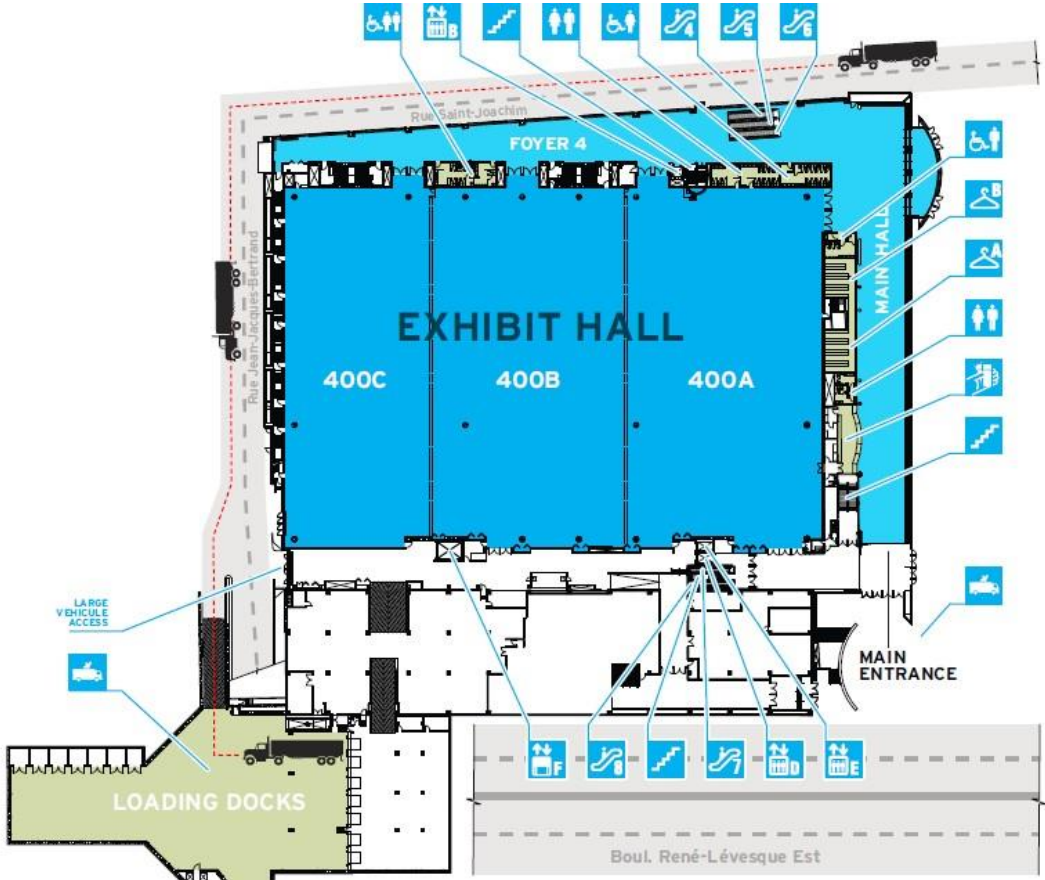 B
4
5
6
Rue Saint-Joachim
FOYER 4
B
A
MAIN HALL
Rue Jean-Jacques-Bertrand
EXHIBIT HALL
400C
400B
400A
LARGE
VEHICULE
ACCESS
MAIN
ENTRANCE
F
8
7
D
E
LOADING DOCKS
Boul. René-Lévesque Est